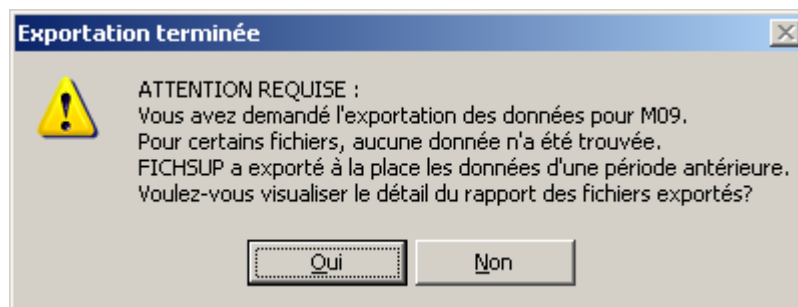 Exportation terminée
ATTENTION REQUISE :
Vous avez demandé l'exportation des données pour M09.
Pour certains fichiers, aucune donnée n'a été trouvée.
FICHSUP a exporté à la place les données d'une période antérieure.
Voulez-vous visualiser le détail du rapport des fichiers exportés?
Oui Non